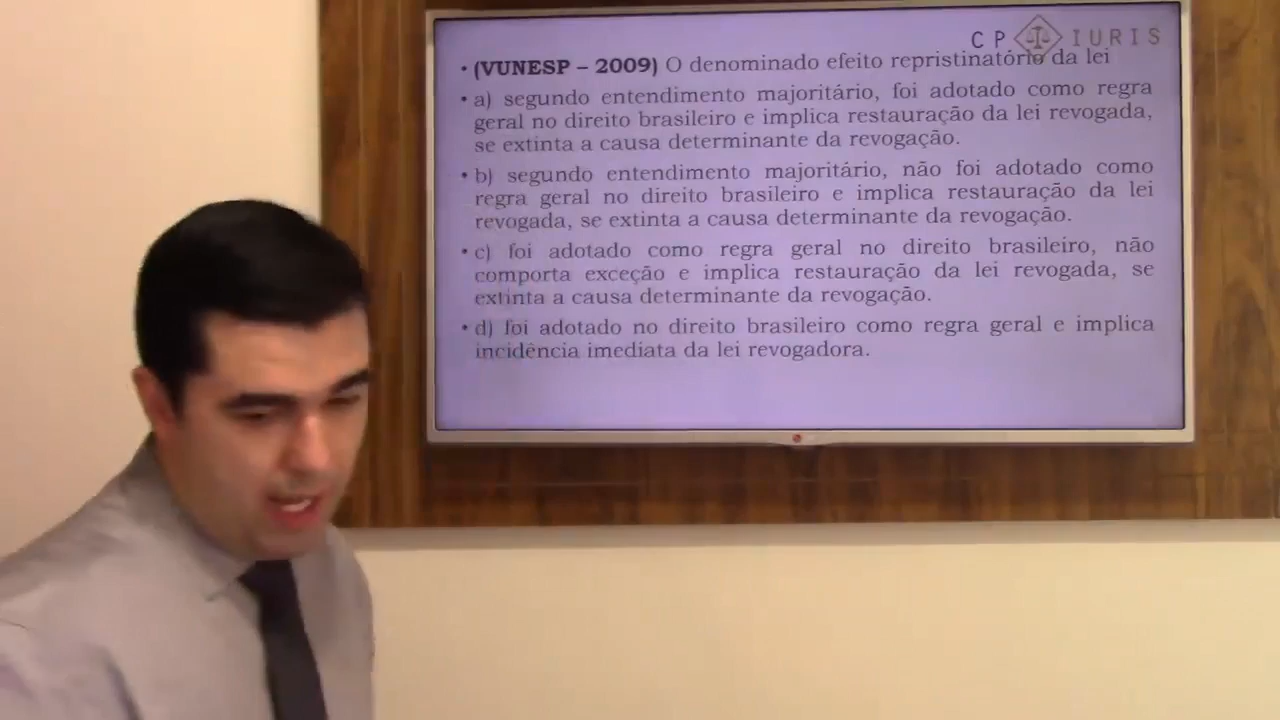 CP IURIS
• (VUNESP – 2009) O denominado efeito repristinatório da lei
• a) segundo entendimento majoritário, foi adotado como regra
geral no direito brasileiro e implica restauração da lei revogada,
se extinta a causa determinante da revogação.
• b) segundo entendimento majoritário, não foi adotado como
regra geral no direito brasileiro e implica restauração da lei
revogada, se extinta a causa determinante da revogação.
• c) foi adotado como regra geral no direito brasileiro, não
comporta exceção e implica restauração da lei revogada, se
extinta a causa determinante da revogação.
• d) foi adotado no direito brasileiro como regra geral e implica
incidência imediata da lei revogadora.